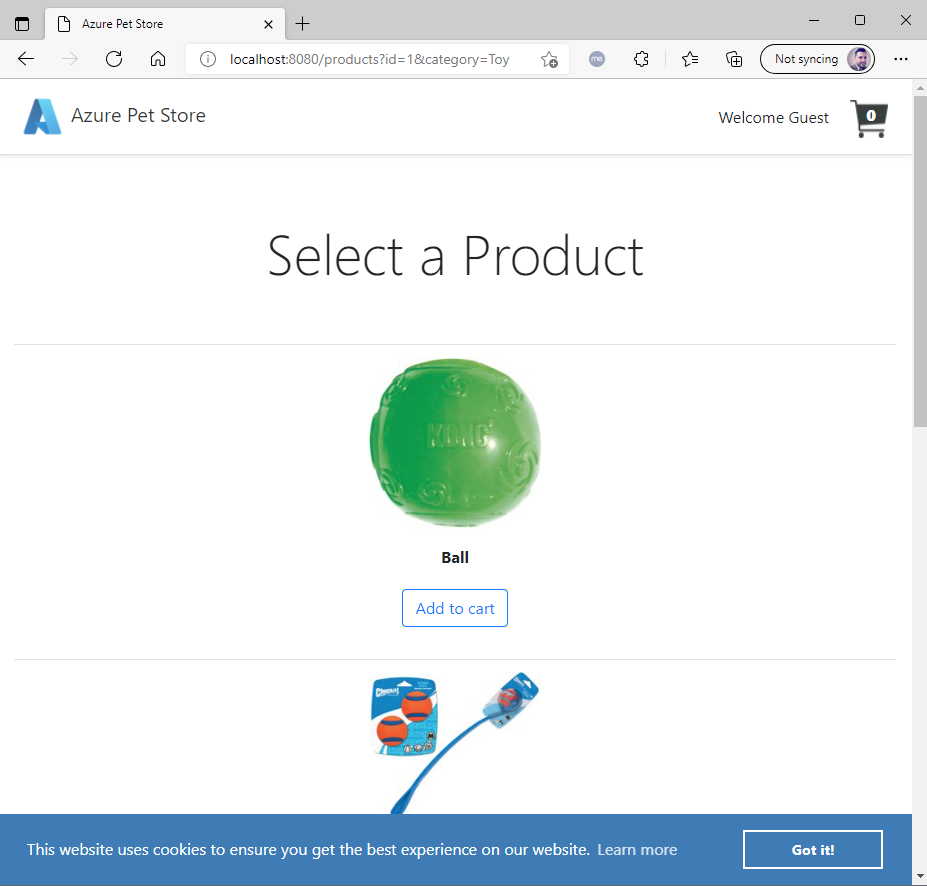 Azure Pet Store
localhost:8080/products?id=1&category=Toy
me
Not syncing
Azure Pet Store
Welcome Guest
0
Select a Product
KONG
Ball
Add to cart
Chuckit!
This website uses cookies to ensure you get the best experience on our website. Learn more
Got it!